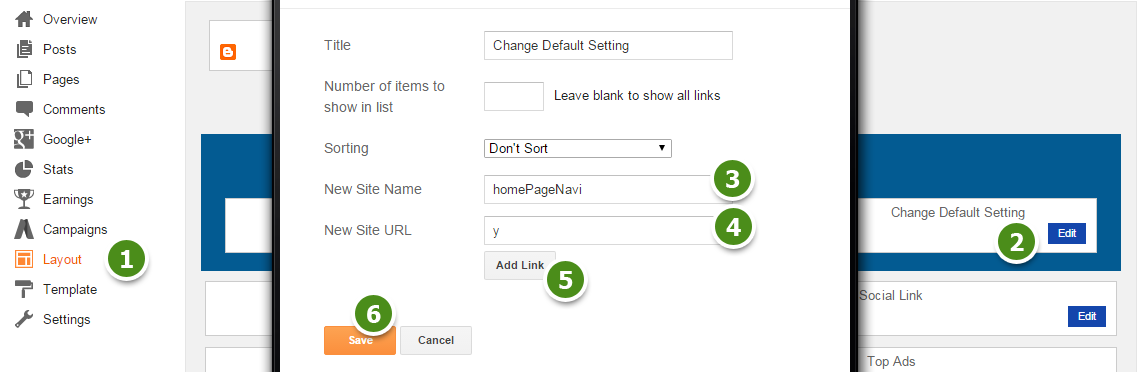 Overview
Posts
Pages
Comments
Google+
Stats
Earnings
Campaigns
Layout
Template
Settings
1
Title
Change Default Setting
Number of items to
show in list
Leave blank to show all links
Sorting
Don't Sort
New Site Name
homePageNavi
3
New Site URL
y
4
Add Link
5
6
Save
Cancel
Change Default Setting
2
Edit
Social Link
Edit
Top Ads